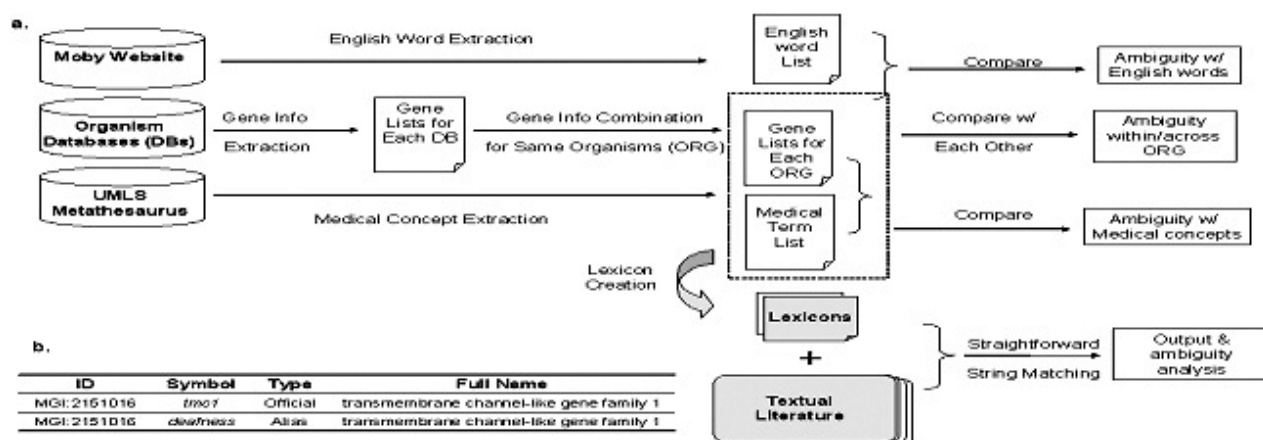 a.
Moby Website
English Word Extraction
English
word
List
Compare
Ambiguity w/
English words
Organism
Databases (DBs)
Gene Info
Extraction
Gene
Lists for
Each DB
Gene Info Combination
for Same Organisms (ORG)
Gene
Lists for
Each
ORG
Compare w/
Each Other
Ambiguity
within/across
ORG
UMLS
Metathesaurus
Medical Concept Extraction
Medical
Term
List
Compare
Ambiguity w/
Medical concepts
Lexicon
Creation
Lexicons
+
Textual
Literature
Straightforward
String Matching
Output &
ambiguity
analysis
b.
ID Symbol Type Full Name
MGI:2151016 tmc1 Official transmembrane channel-like gene family 1
MGI:2151016 deafness Alias transmembrane channel-like gene family 1